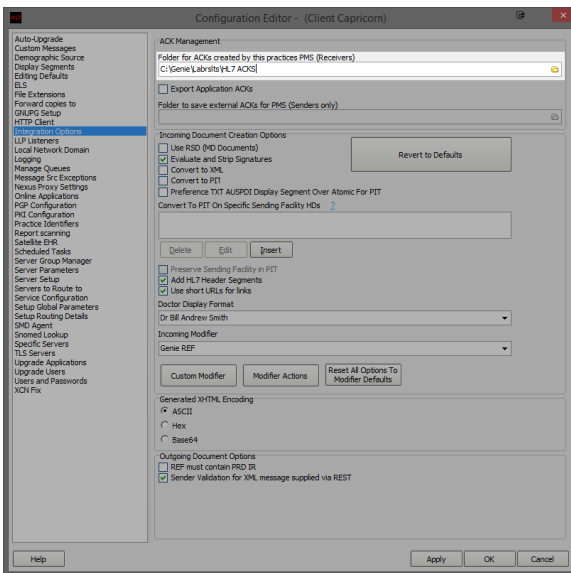 Configuration Editor - (Client Capricorn)
Auto-Upgrade
Custom Messages
Demographic Source
Display Segments
Editing Defaults
ELS
File Extensions
Forward copies to
GNUPG Setup
HTTP Client
Integration Options
LLP Listeners
Local Network Domain
Logging
Manage Queues
Message Src Exceptions
Nexus Proxy Settings
Online Applications
PGP Configuration
PKI Configuration
Practice Identifiers
Report scanning
Satellite EHR
Scheduled Tasks
Server Group Manager
Server Parameters
Server Setup
Servers to Route to
Service Configuration
Setup Global Parameters
Setup Routing Details
SMD Agent
Snomed Lookup
Specific Servers
TLS Servers
Upgrade Applications
Upgrade Users
Users and Passwords
XCN Fix
ACK Management
Folder for ACKs created by this practices PMS (Receivers)
C:\Genie\Labrslts\HL7 ACKS
Export Application ACKs
Folder to save external ACKs for PMS (Senders only)
Incoming Document Creation Options
Use RSD (MD Documents)
Evaluate and Strip Signatures
Convert to XML
Convert to PIT
Preference TXT AUSPDI Display Segment Over Atomic For PIT
Revert to Defaults
Convert To PIT On Specific Sending Facility HDs ?
Delete Edit Insert
Preserve Sending Facility in PIT
Add HL7 Header Segments
Use short URLs for links
Doctor Display Format
Dr Bill Andrew Smith
Incoming Modifier
Genie REF
Custom Modifier Modifier Actions Reset All Options To
Modifier Defaults
Generated XHTML Encoding
ASCII
Hex
Base64
Outgoing Document Options
REF must contain PRD IR
Sender Validation for XML message supplied via REST
Help Apply OK Cancel